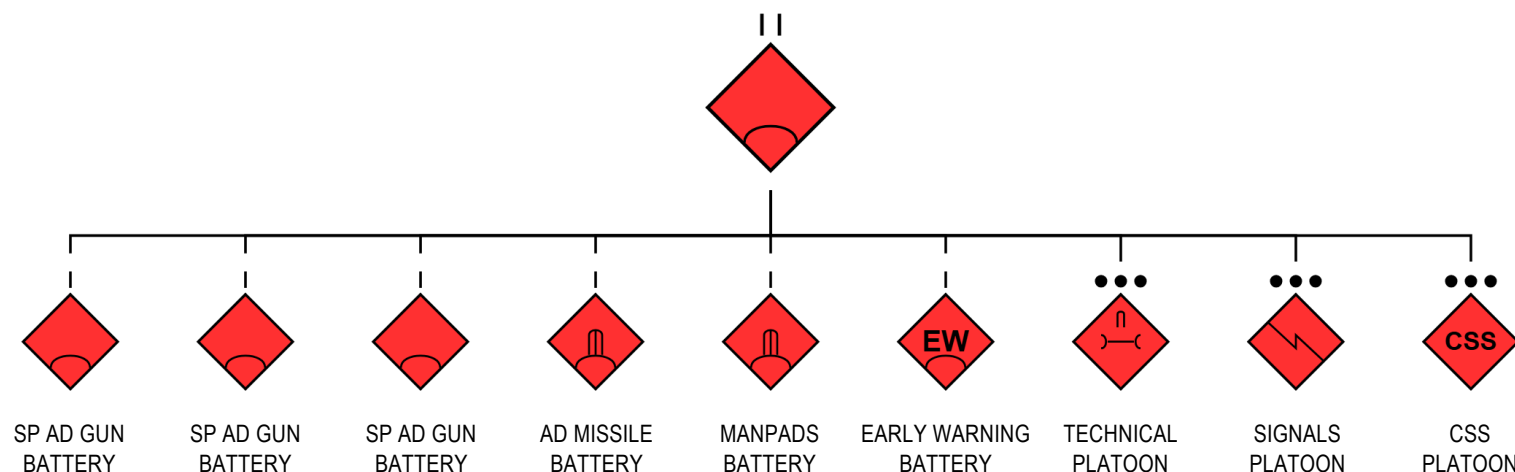 EW
CSS
SP AD GUN
BATTERY
SP AD GUN
BATTERY
SP AD GUN
BATTERY
AD MISSILE
BATTERY
MANPADS
BATTERY
EARLY WARNING
BATTERY
TECHNICAL
PLATOON
SIGNALS
PLATOON
CSS
PLATOON